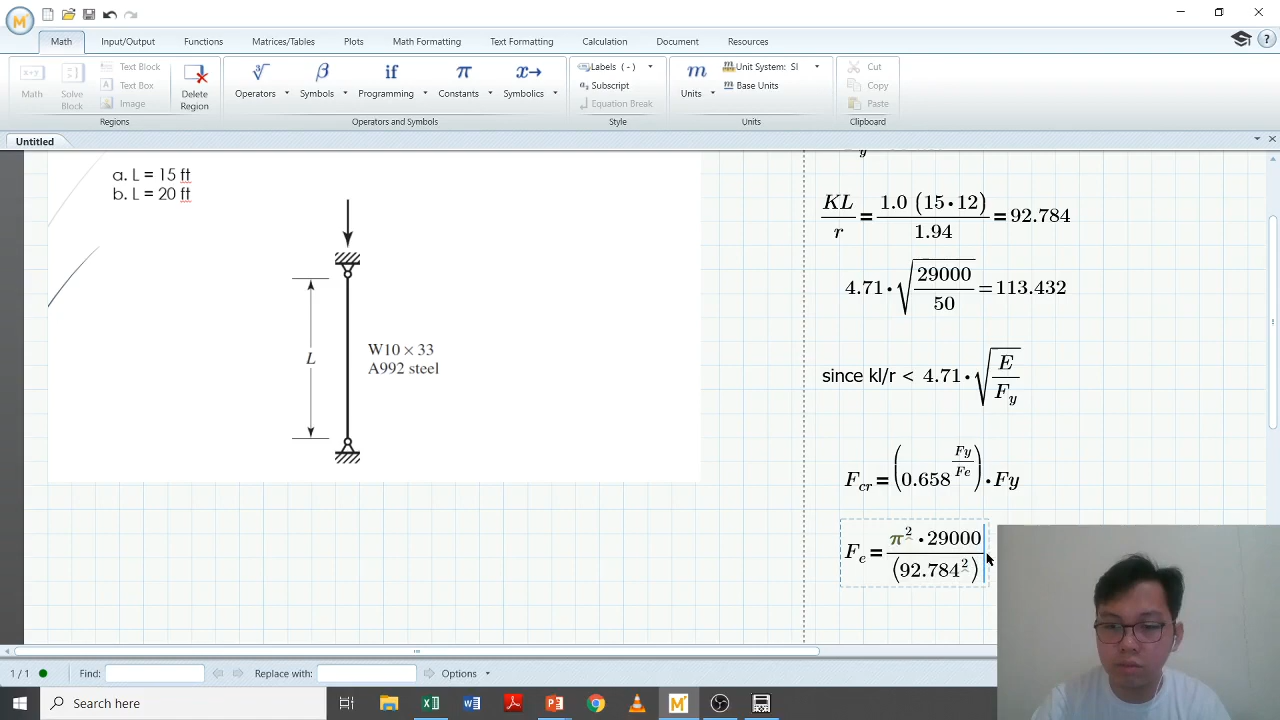 Math Input/Output Functions Matrices/Tables Plots Math Formatting Text Formatting Calculation Document Resources
Math
Solve Block
Text Block
Text Box
Image
Delete Region
Operators
Symbols
if
Programming
π
Constants
Symbolics
Labels ( - )
Subscript
Equation Break
Units
Unit System: SI
Base Units
Cut
Copy
Paste
Regions Operators and Symbols Style Units Clipboard
Untitled
a. L = 15 ft
b. L = 20 ft
L
W10 × 33
A992 steel
y
KL/r = 1.0 (15•12)/1.94 = 92.784
4.71•√(29000/50) = 113.432
since kl/r < 4.71•√(E/Fy)
Fcr = (0.658^(Fy/Fe))•Fy
Fe = π^2•29000/(92.784^2)
1 / 1 Find: Replace with: Options
Search here